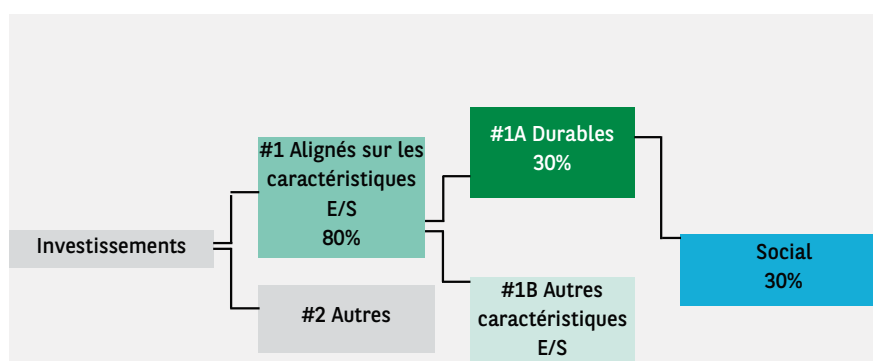 Investissements
#1 Alignés sur les
caractéristiques
E/S
80%
#2 Autres
#1A Durables
30%
#1B Autres
caractéristiques
E/S
Social
30%